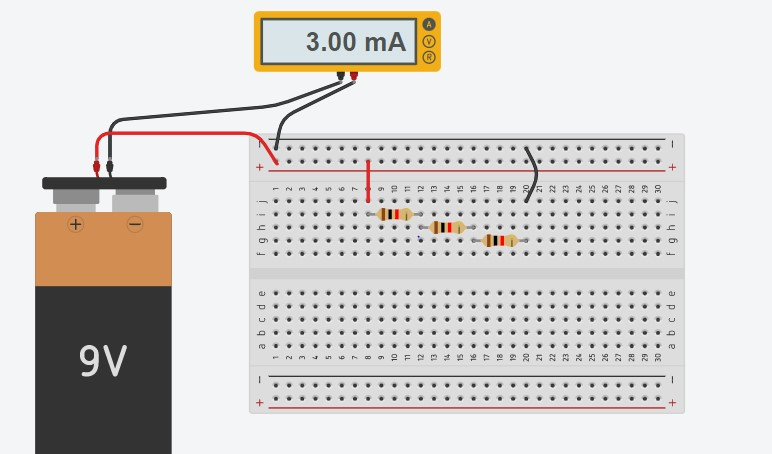 3.00 mA
A
V
R
− −
+ +
1 2 3 4 5 6 7 8 9 10 11 12 13 14 15 16 17 18 19 20 21 22 23 24 25 26 27 28 29 30
j j
i i
h h
g g
f f
+ −
9V
e e
d d
c c
b b
a a
1 2 3 4 5 6 7 8 9 10 11 12 13 14 15 16 17 18 19 20 21 22 23 24 25 26 27 28 29 30
− −
+ +